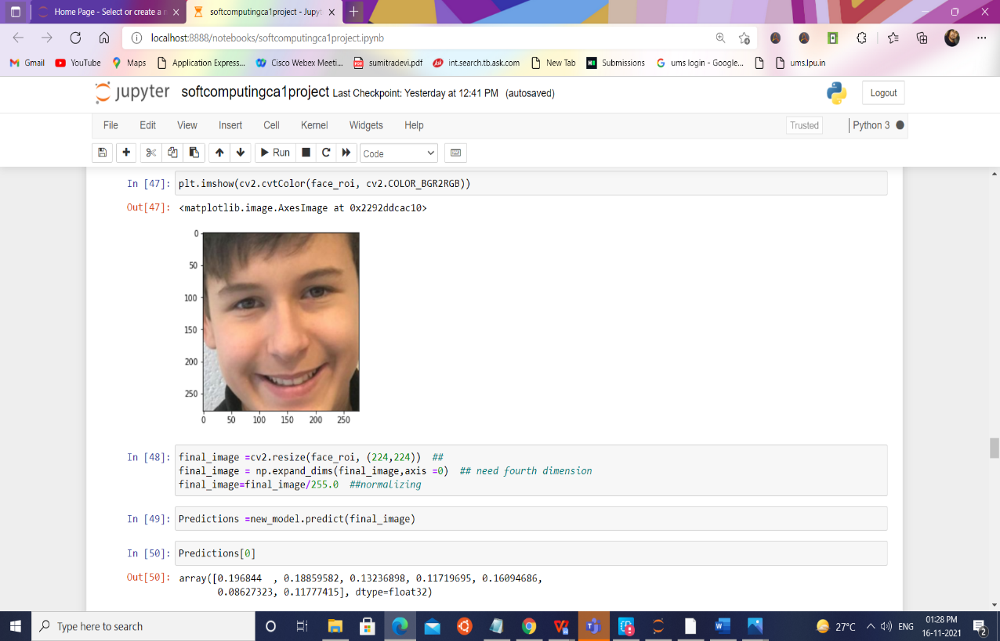 Home Page - Select or create a n
softcomputingca1project - Jupyt
localhost:8888/notebooks/softcomputingca1project.ipynb
Gmail YouTube Maps Application Express... Cisco Webex Meeti... sumitradevi.pdf int.search.tb.ask.com New Tab Submissions ums login - Google... ums.lpu.in
jupyter softcomputingca1project Last Checkpoint: Yesterday at 12:41 PM (autosaved)
Logout
File Edit View Insert Cell Kernel Widgets Help Trusted Python 3
Run Code
In [47]: plt.imshow(cv2.cvtColor(face_roi, cv2.COLOR_BGR2RGB))
Out[47]: <matplotlib.image.AxesImage at 0x2292ddcac10>
0
50
100
150
200
250
0 50 100 150 200 250
In [48]: final_image =cv2.resize(face_roi, (224,224)) ##
final_image = np.expand_dims(final_image,axis =0) ## need fourth dimension
final_image=final_image/255.0 ##normalizing
In [49]: Predictions =new_model.predict(final_image)
In [50]: Predictions[0]
Out[50]: array([0.196844 , 0.18859582, 0.13236898, 0.11719695, 0.16094686,
0.08627323, 0.11777415], dtype=float32)
Type here to search
27°C ENG 01:28 PM
16-11-2021 2